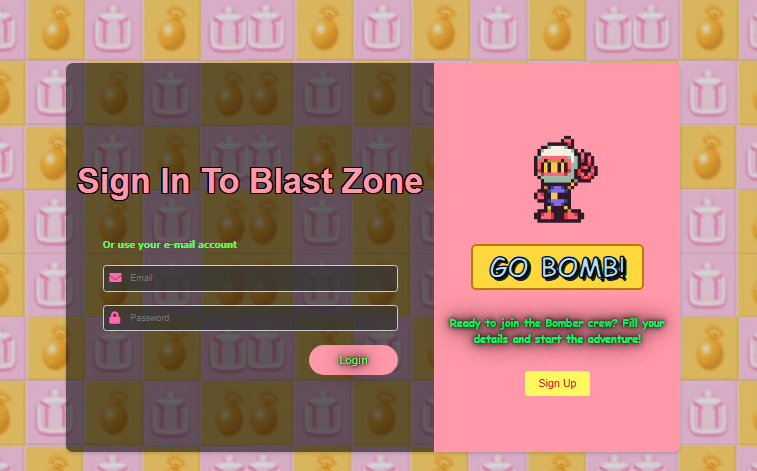 Sign In To Blast Zone
Or use your e-mail account
Email
Password
Login
GO BOMB!
Ready to join the Bomber crew? Fill your
details and start the adventure!
Sign Up